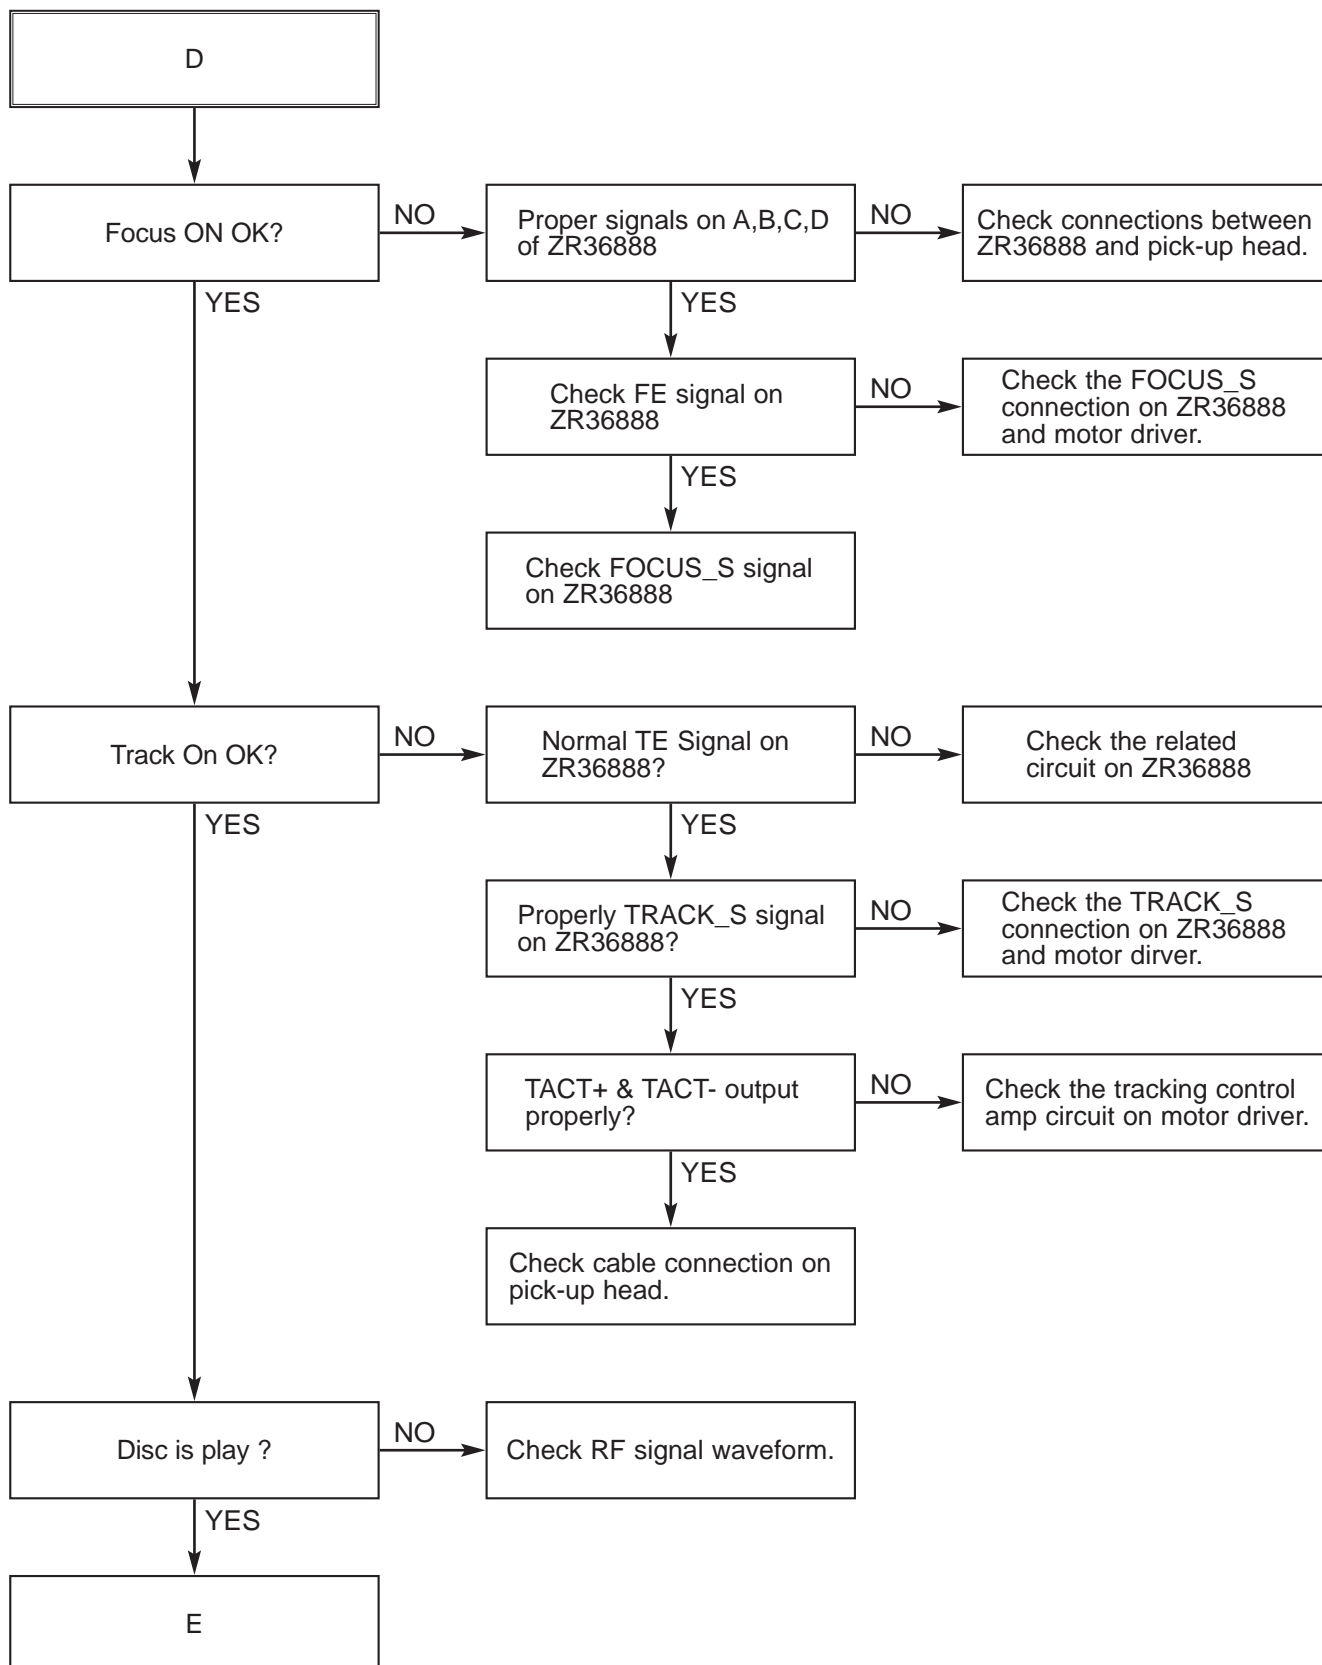 D
Focus ON OK?
NO
Proper signals on A,B,C,D
of ZR36888
NO
Check connections between
ZR36888 and pick-up head.
YES
YES
Check FE signal on
ZR36888
NO
Check the FOCUS_S
connection on ZR36888
and motor driver.
YES
Check FOCUS_S signal
on ZR36888
Track On OK?
NO
Normal TE Signal on
ZR36888?
NO
Check the related
circuit on ZR36888
YES
YES
Properly TRACK_S signal
on ZR36888?
NO
Check the TRACK_S
connection on ZR36888
and motor dirver.
YES
TACT+ & TACT- output
properly?
NO
Check the tracking control
amp circuit on motor driver.
YES
Check cable connection on
pick-up head.
Disc is play ?
NO
Check RF signal waveform.
YES
E